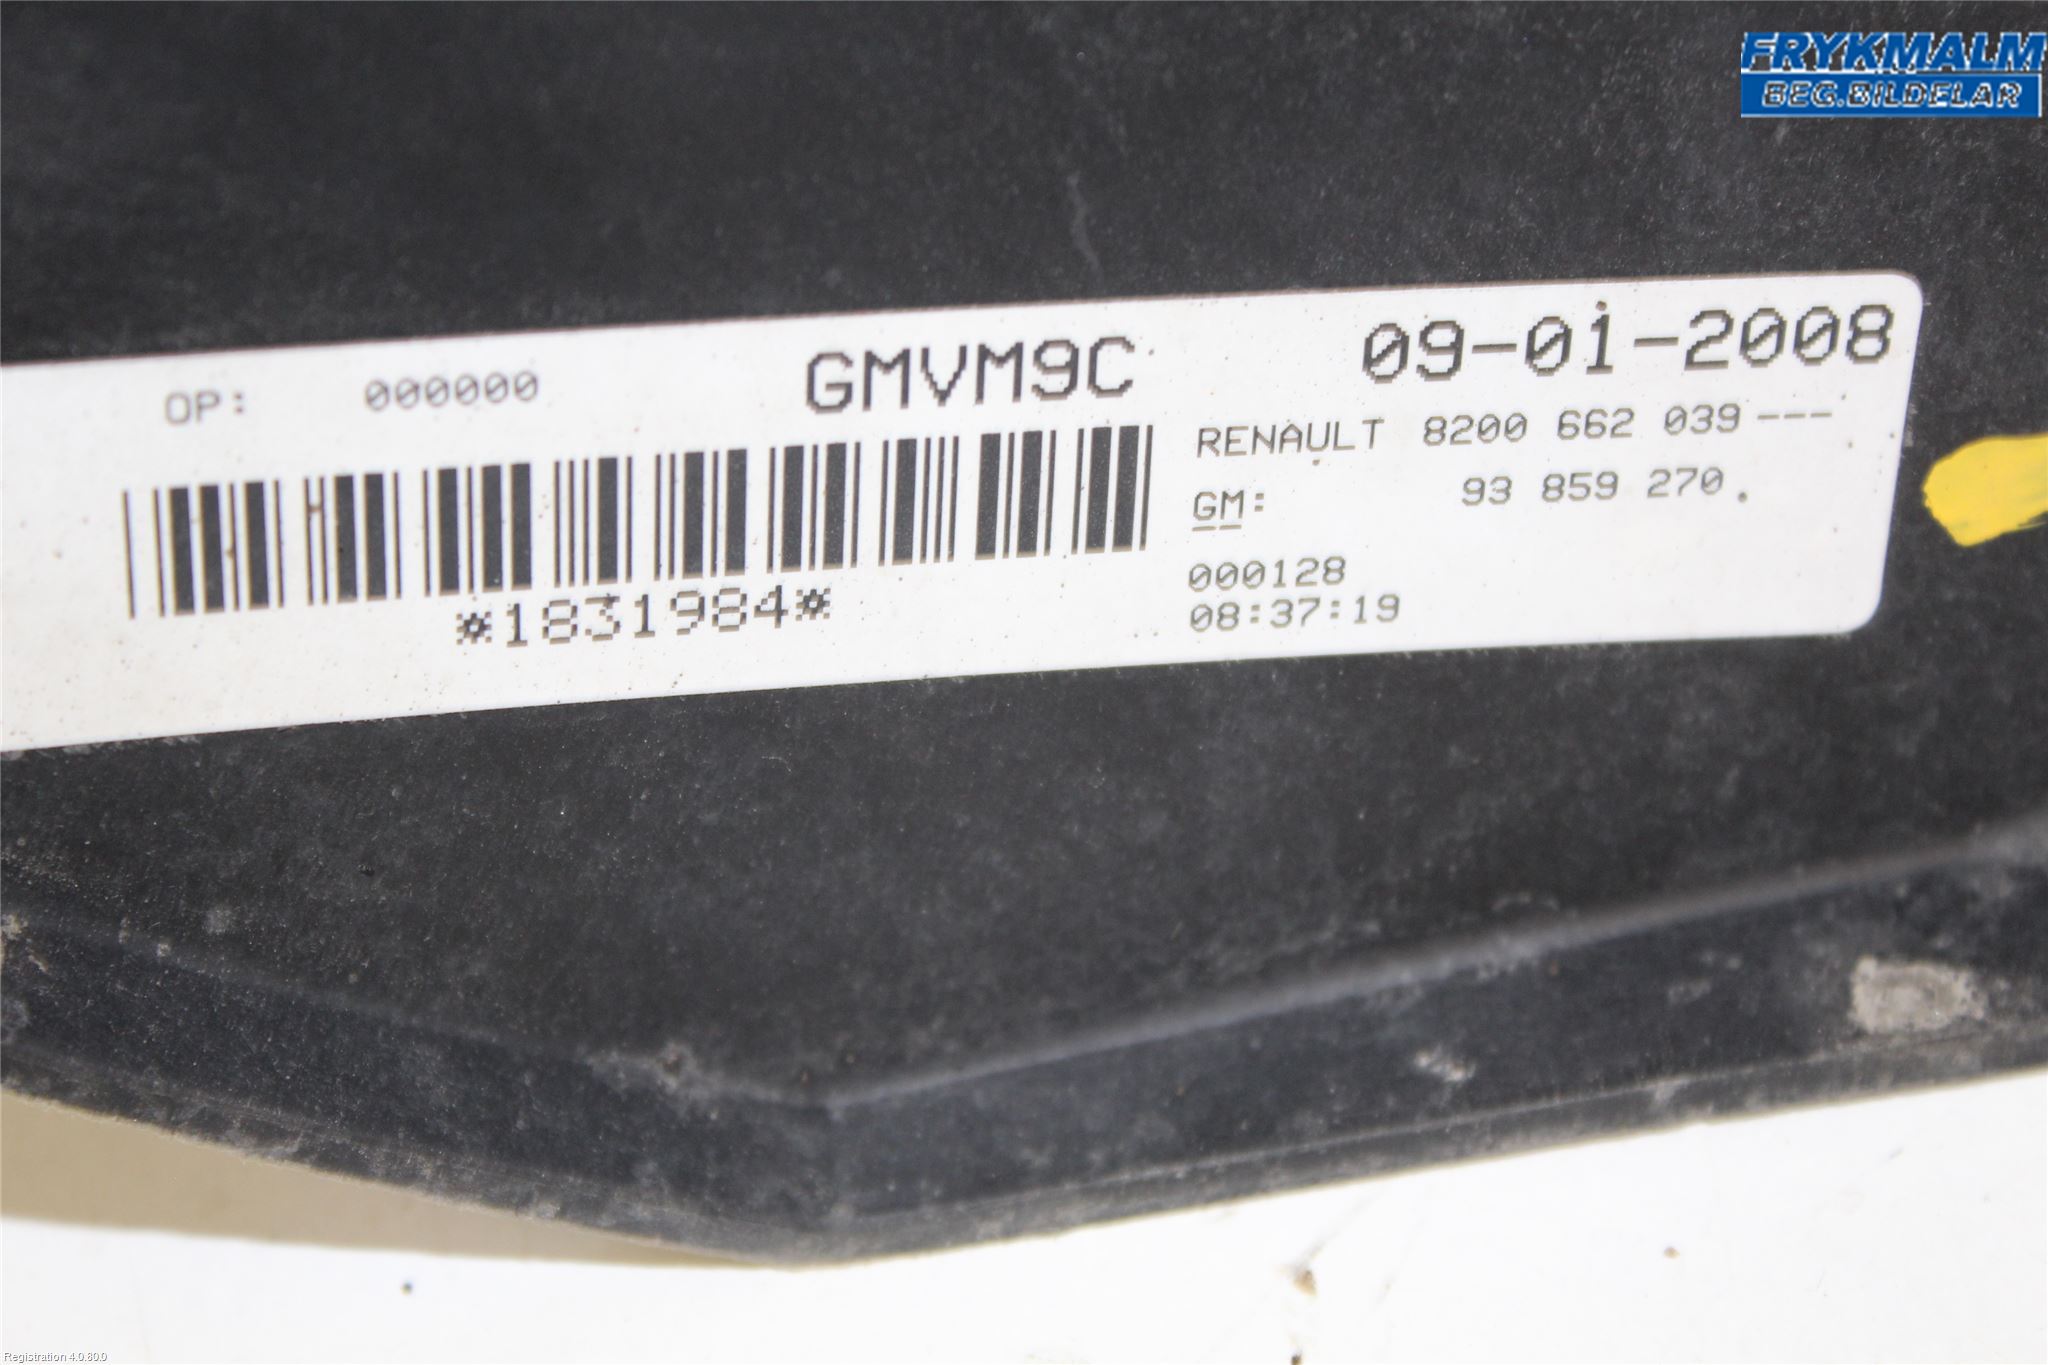 FRYKMALM
BEG.BILDELAR
OP: 000000 GMVM9C 09-01-2008
RENAULT 8200 662 039---
GM: 93 859 270.
*1831984*
000128
08:37:19
Registration 4.0.80.0